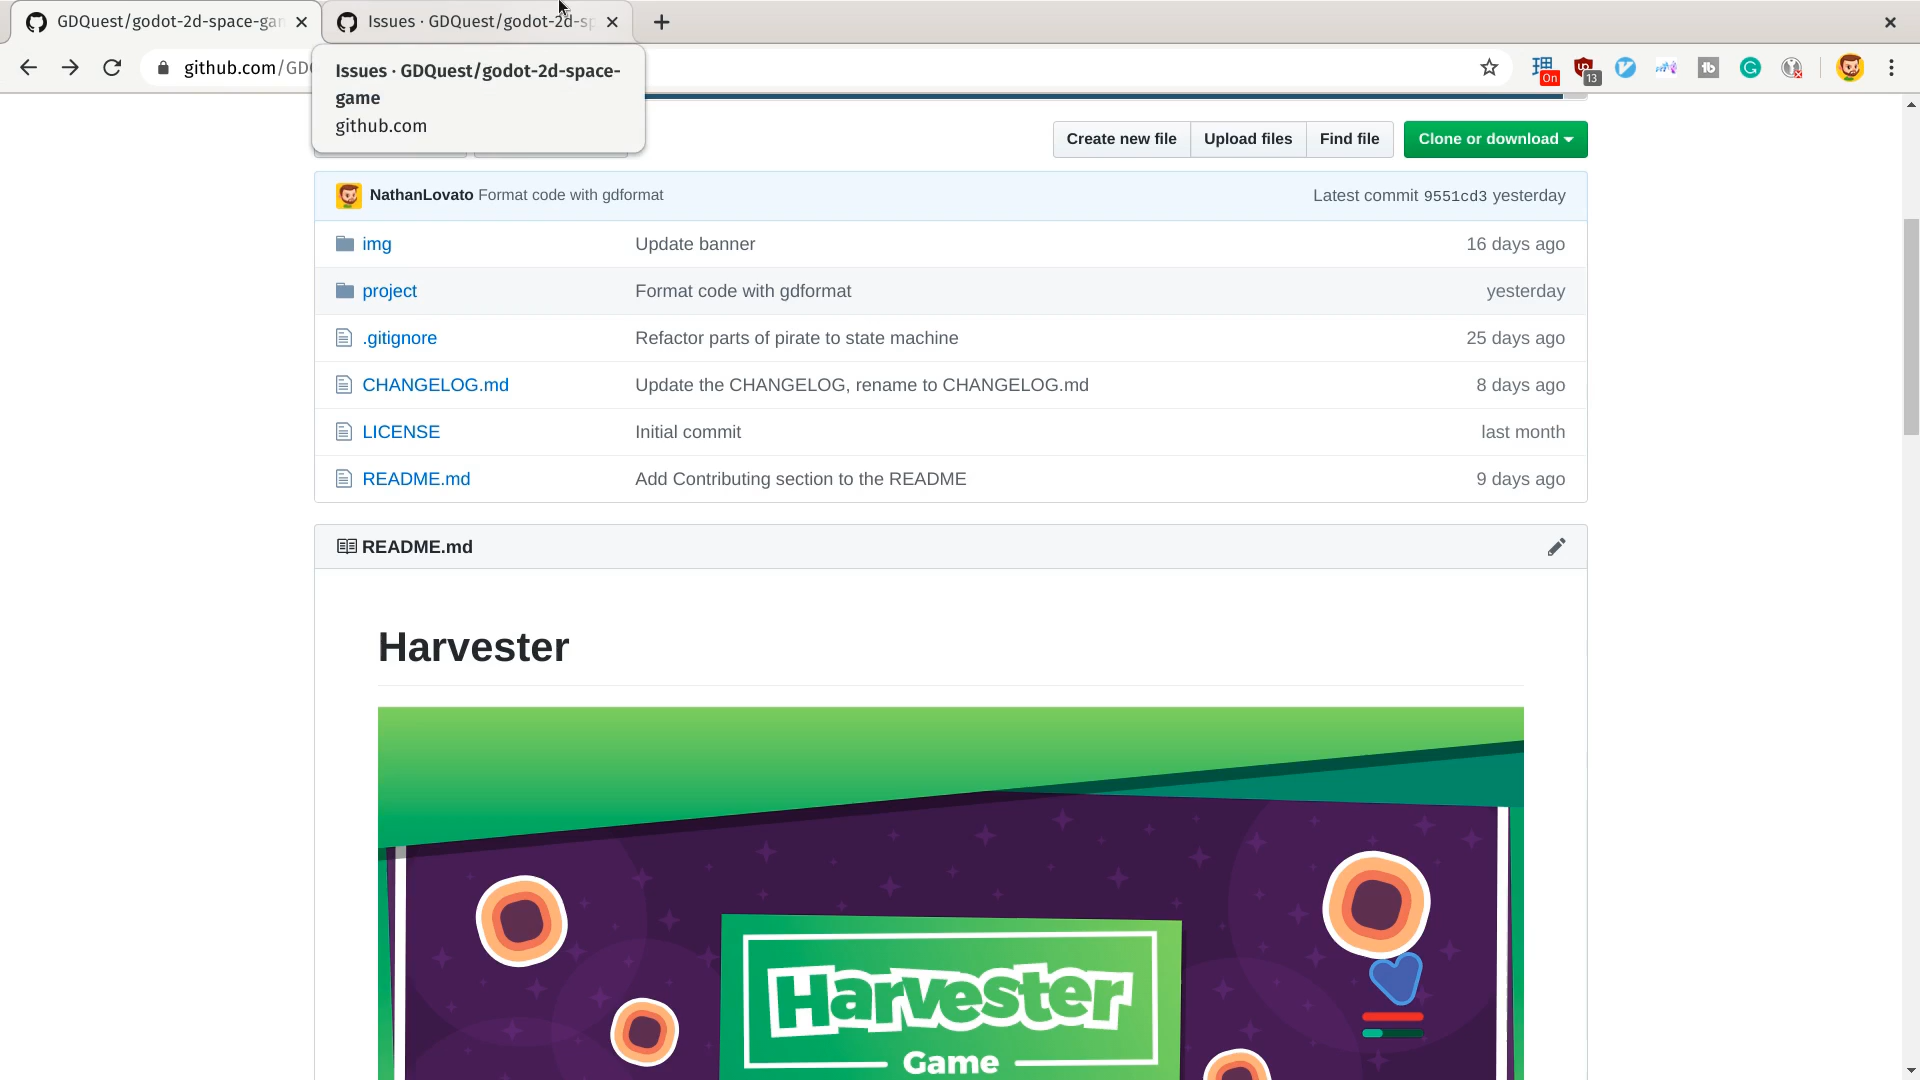 GDQuest/godot-2d-space-gan
Issues · GDQuest/godot-2d-sp
github.com/GD
Issues · GDQuest/godot-2d-space-
game
github.com
On
13
Create new file
Upload files
Find file
Clone or download
NathanLovato Format code with gdformat
Latest commit 9551cd3 yesterday
img Update banner 16 days ago
project Format code with gdformat yesterday
.gitignore Refactor parts of pirate to state machine 25 days ago
CHANGELOG.md Update the CHANGELOG, rename to CHANGELOG.md 8 days ago
LICENSE Initial commit last month
README.md Add Contributing section to the README 9 days ago
README.md
Harvester
Harvester
Game